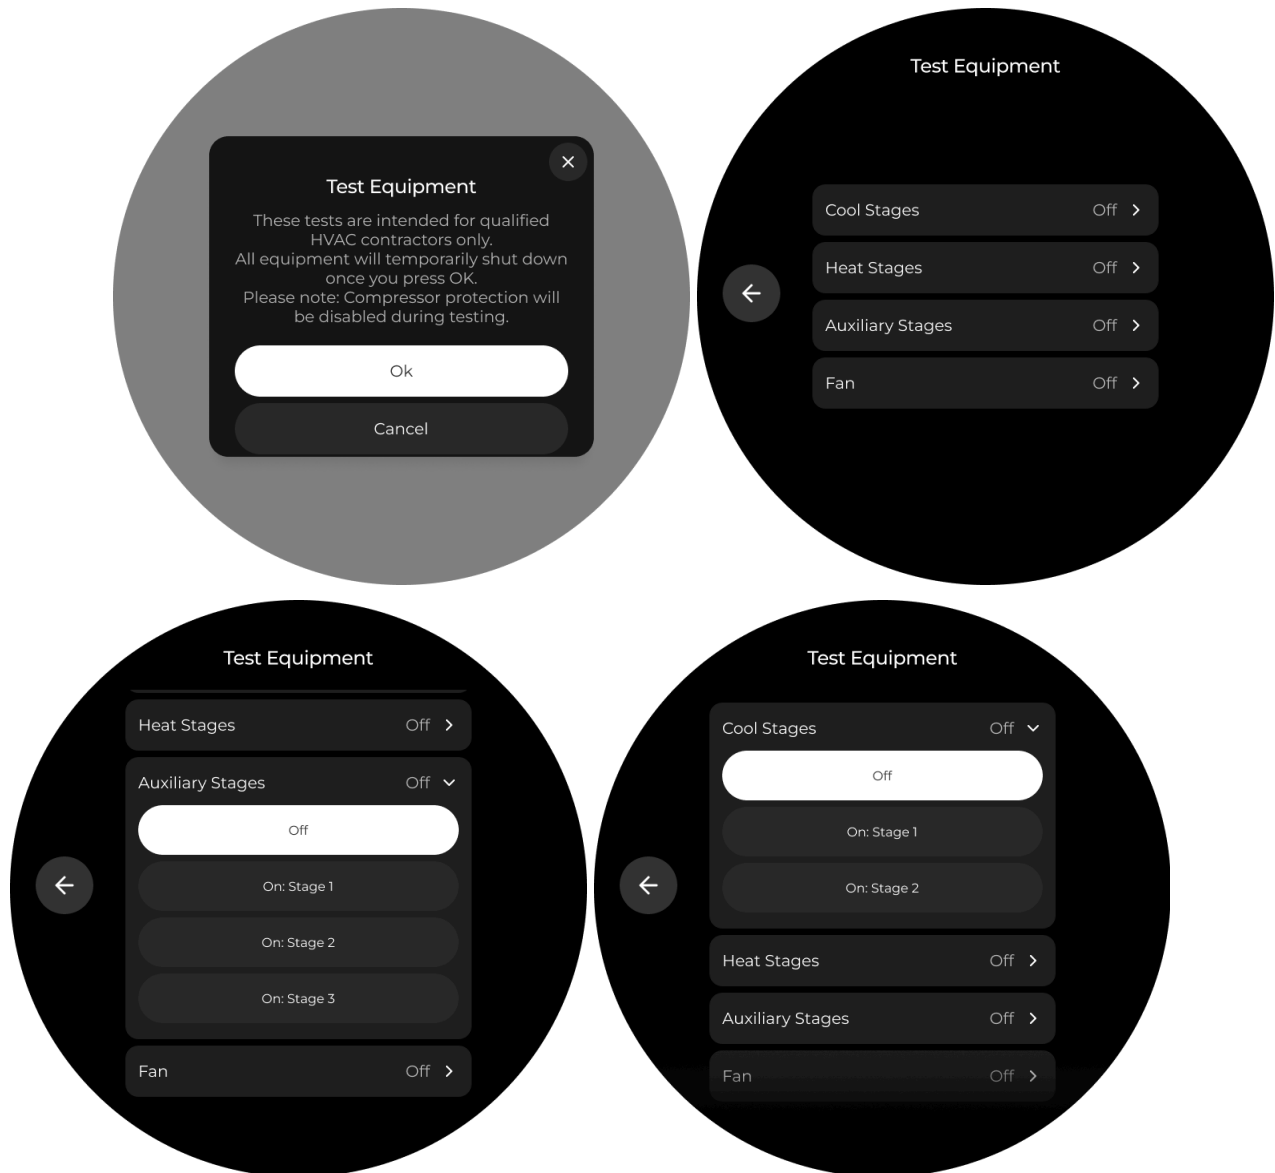 Test Equipment
These tests are intended for qualified
HVAC contractors only.
All equipment will temporarily shut down
once you press OK.
Please note: Compressor protection will
be disabled during testing.
Ok
Cancel
Test Equipment
Cool Stages Off
Heat Stages Off
Auxiliary Stages Off
Fan Off
Test Equipment
Heat Stages Off
Auxiliary Stages Off
Off
On: Stage 1
On: Stage 2
On: Stage 3
Fan Off
Test Equipment
Cool Stages Off
Off
On: Stage 1
On: Stage 2
Heat Stages Off
Auxiliary Stages Off
Fan Off